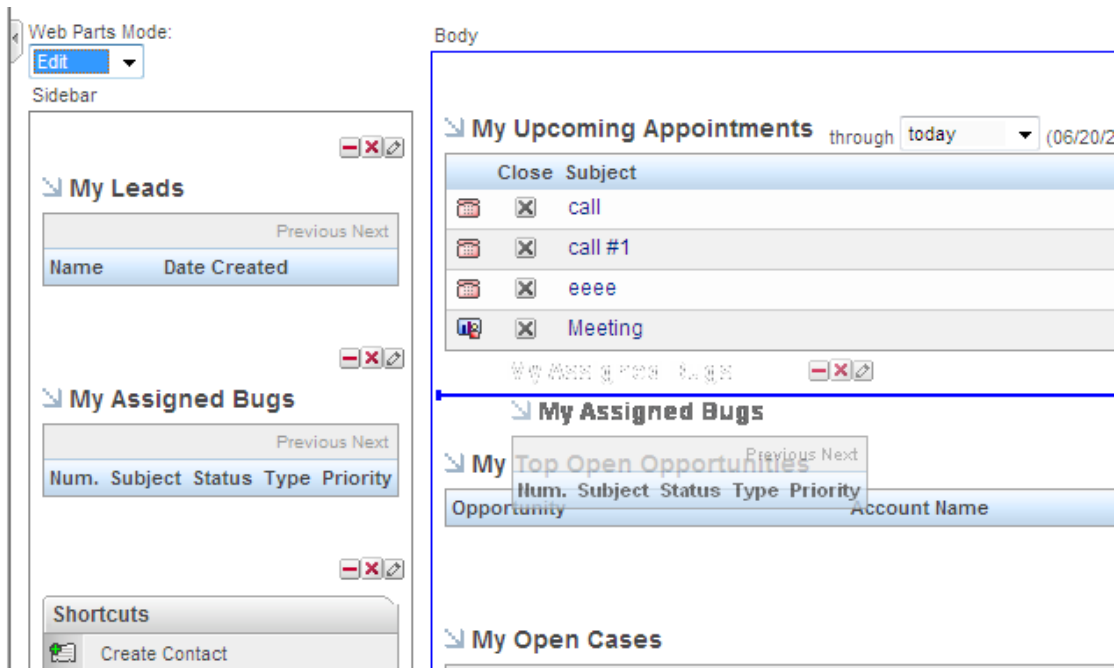 Web Parts Mode:
Edit
Sidebar
My Leads
Previous Next
Name Date Created
My Assigned Bugs
Previous Next
Num. Subject Status Type Priority
Shortcuts
Create Contact
Body
My Upcoming Appointments through today (06/20/2
Close Subject
call
call #1
eeee
Meeting
My Assigned Bugs
My Assigned Bugs
Previous Next
My Top Open Opportunities
Num. Subject Status Type Priority
Opportunity Account Name
My Open Cases